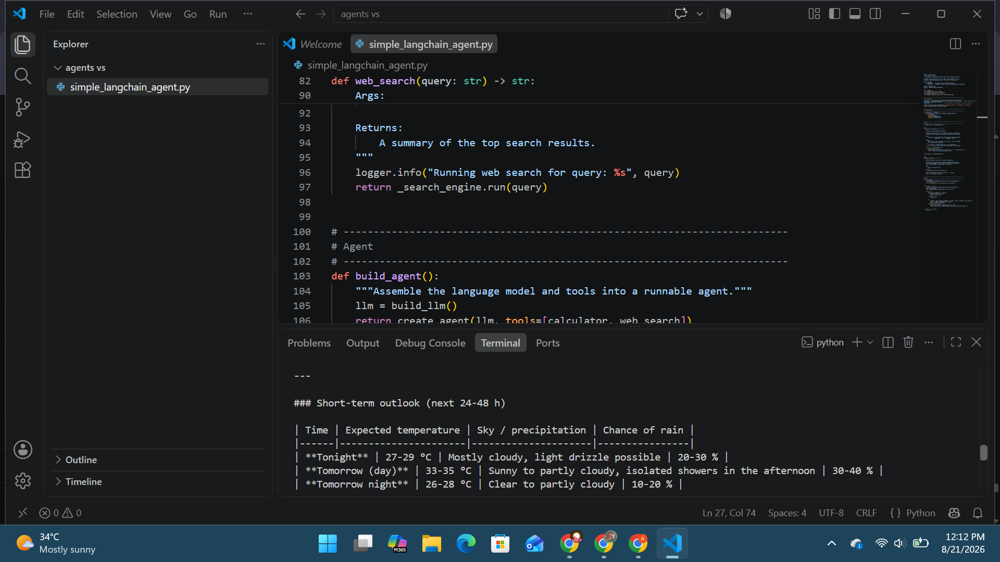 File Edit Selection View Go Run ···
agents vs
Explorer
agents vs
simple_langchain_agent.py
Outline
Timeline
Welcome
simple_langchain_agent.py
simple_langchain_agent.py
82 def web_search(query: str) -> str:
90 Args:
92
93 Returns:
94 A summary of the top search results.
95 """
96 logger.info("Running web search for query: %s", query)
97 return _search_engine.run(query)
98
99
100 # --------------------------------------------------------------------------
101 # Agent
102 # --------------------------------------------------------------------------
103 def build_agent():
104 """Assemble the language model and tools into a runnable agent."""
105 llm = build_llm()
106 return create_agent(llm, tools=[calculator, web_search])
Problems Output Debug Console Terminal Ports
python
---
### Short-term outlook (next 24-48 h)
| Time | Expected temperature | Sky / precipitation | Chance of rain |
|------|----------------------|---------------------|----------------|
| **Tonight** | 27-29 °C | Mostly cloudy, light drizzle possible | 20-30 % |
| **Tomorrow (day)** | 33-35 °C | Sunny to partly cloudy, isolated showers in the afternoon | 30-40 % |
| **Tomorrow night** | 26-28 °C | Clear to partly cloudy | 10-20 % |
0 0
Ln 27, Col 74 Spaces: 4 UTF-8 CRLF { } Python
34°C
Mostly sunny
M365
A
12:12 PM
8/21/2026